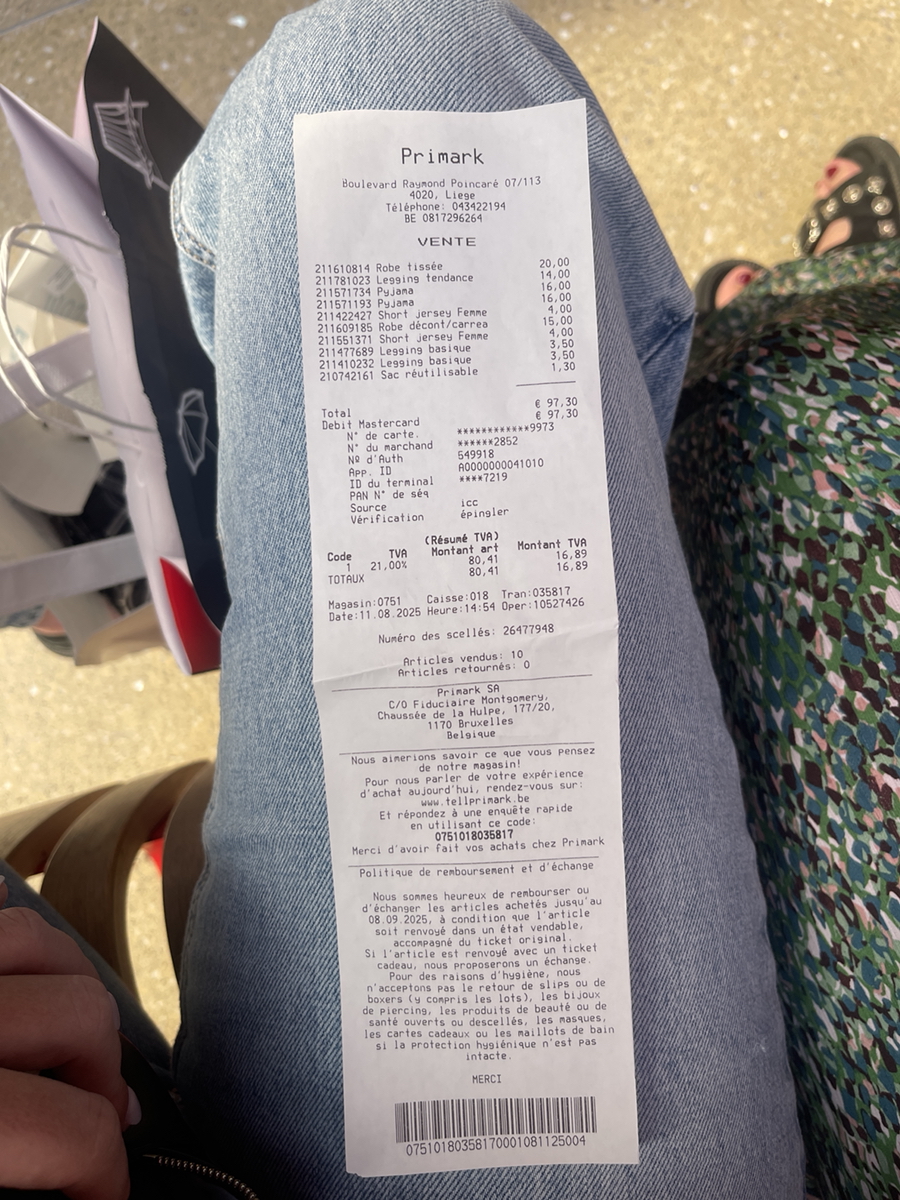 Primark
Boulevard Raymond Poincaré 07/113
4020, Liege
Téléphone: 043422194
BE 0817296264
VENTE
211610814 Robe tissée 20,00
211781023 Legging tendance 14,00
211571734 Pyjama 16,00
211571193 Pyjama 16,00
211422427 Short jersey Femme 4,00
211609185 Robe décont/carrea 15,00
211551371 Short jersey Femme 4,00
211477689 Legging basique 3,50
211410232 Legging basique 3,50
210742161 Sac réutilisable 1,30
Total € 97,30
Debit Mastercard € 97,30
N° de carte. ************9973
N° du marchand ******2852
Nº d'Auth 549918
App. ID A0000000041010
ID du terminal ****7219
PAN N° de séq
Source icc
Vérification épingler
(Résumé TVA)
Code TVA Montant art Montant TVA
1 21,00% 80,41 16,89
TOTAUX 80,41 16,89
Magasin:0751 Caisse:018 Tran:035817
Date:11.08.2025 Heure:14:54 Oper:10527426
Numéro des scellés: 26477948
Articles vendus: 10
Articles retournés: 0
Primark SA
C/O Fiduciaire Montgomery,
Chaussée de la Hulpe, 177/20,
1170 Bruxelles
Belgique
Nous aimerions savoir ce que vous pensez
de notre magasin!
Pour nous parler de votre expérience
d'achat aujourd'hui, rendez-vous sur:
www.tellprimark.be
Et répondez à une enquête rapide
en utilisant ce code:
0751018035817
Merci d'avoir fait vos achats chez Primark
Politique de remboursement et d'échange
Nous sommes heureux de rembourser ou
d'échanger les articles achetés jusqu'au
08.09.2025, à condition que l'article
soit renvoyé dans un état vendable,
accompagné du ticket original.
Si l'article est renvoyé avec un ticket
cadeau, nous proposerons un échange.
Pour des raisons d'hygiène, nous
n'acceptons pas le retour de slips ou de
boxers (y compris les lots), les bijoux
de piercing, les produits de beauté ou de
santé ouverts ou descellés, les masques,
les cartes cadeaux ou les maillots de bain
si la protection hygiénique n'est pas
intacte.
MERCI
07510180358170001081125004